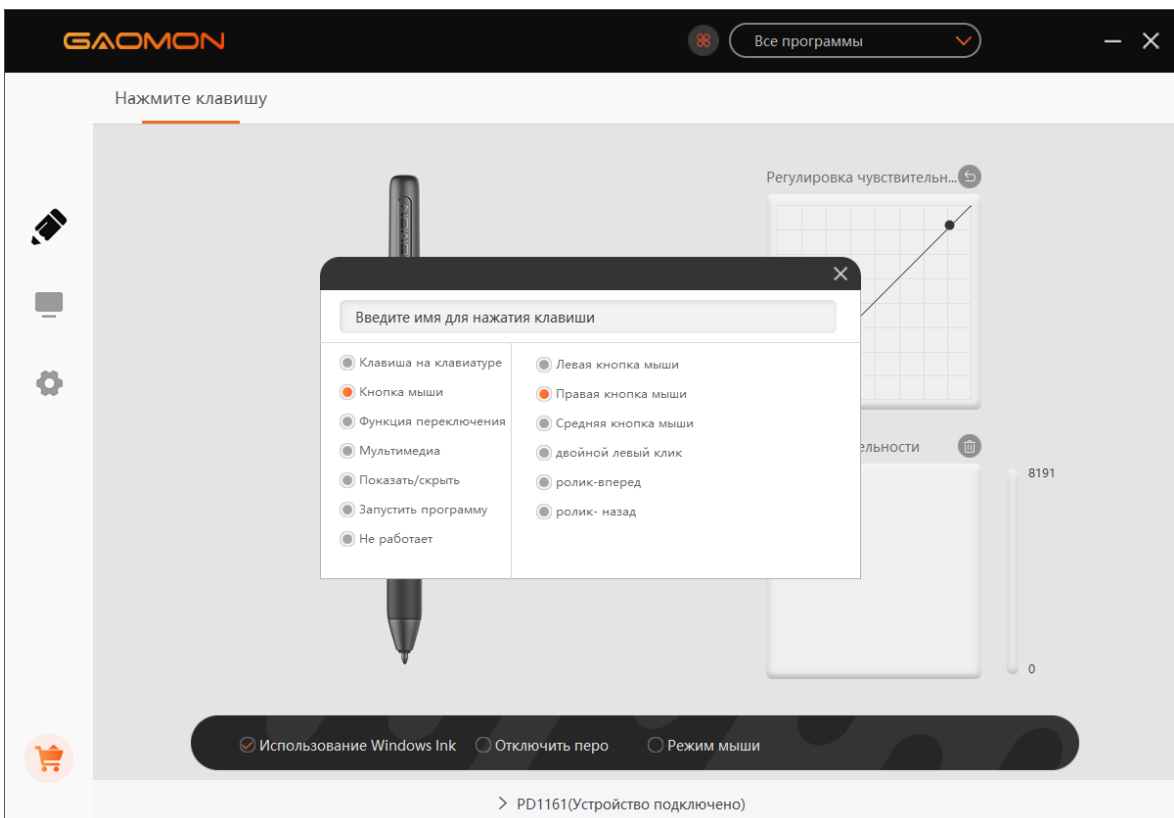 GAOMON
Все программы
Нажмите клавишу
Регулировка чувствительн...
Введите имя для нажатия клавиши
Клавиша на клавиатуре
Кнопка мыши
Функция переключения
Мультимедиа
Показать/скрыть
Запустить программу
Не работает
Левая кнопка мыши
Правая кнопка мыши
Средняя кнопка мыши
двойной левый клик
ролик-вперед
ролик- назад
8191
0
Использование Windows Ink
Отключить перо
Режим мыши
PD1161(Устройство подключено)